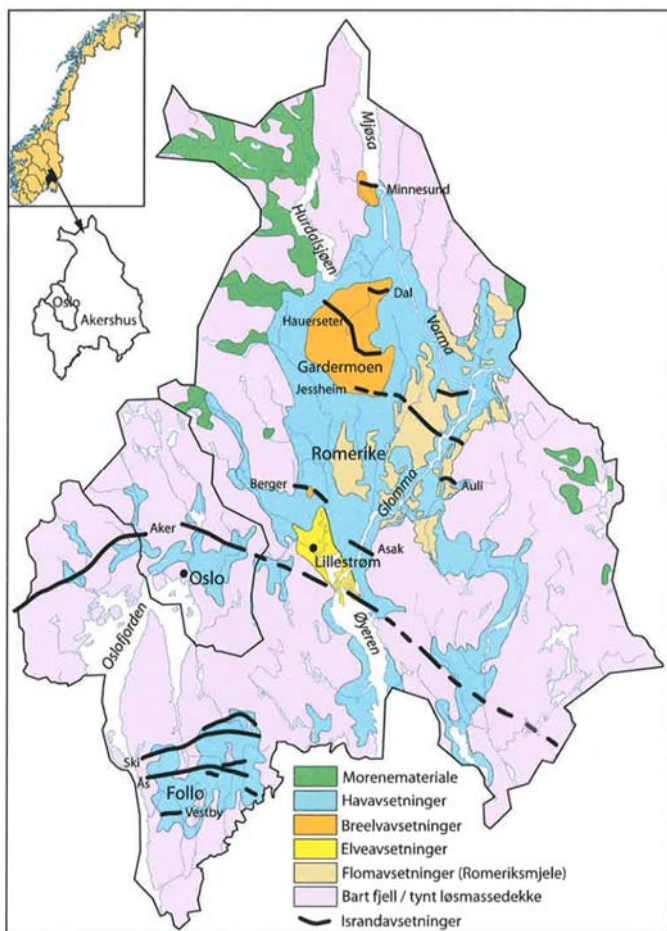 Mjøsa
Minnesund
Hurdalsjøen
Dal
Hauerseter
Vorma
Gardermoen
Jessheim
Oslo
Akershus
Romerike
Berger
Glomma
Auli
Aker
Asak
Lillestrøm
Oslo
Oslofjorden
Øyeren
Ski
Ås
Follo
Vestby
Morenemateriale
Havavsetninger
Breelvavsetninger
Elveavsetninger
Flomavsetninger (Romeriksmjele)
Bart fjell / tynt løsmassedekke
Israndavsetninger